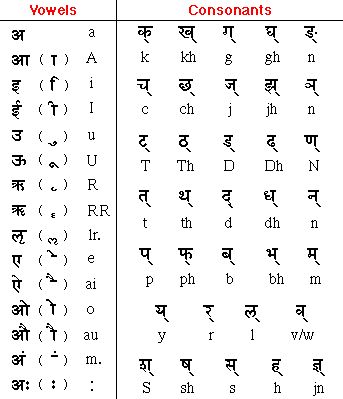 Vowels
अ a
आ ( ा ) A
इ ( ि ) i
ई ( ी ) I
उ ( ु ) u
ऊ ( ू ) U
ऋ ( ृ ) R
ॠ ( ॄ ) RR
ऌ ( ॢ ) lr.
ए ( े ) e
ऐ ( ै ) ai
ओ ( ो ) o
औ ( ौ ) au
अं ( ं ) m.
अः ( ः ) :
Consonants
क् ख् ग् घ् ङ्
k kh g gh n
च् छ् ज् झ् ञ्
c ch j jh n
ट् ठ् ड् ढ् ण्
T Th D Dh N
त् थ् द् ध् न्
t th d dh n
प् फ् ब् भ् म्
p ph b bh m
य् र् ल् व्
y r l v/w
श् ष् स् ह् ज्ञ्
S sh s h jn